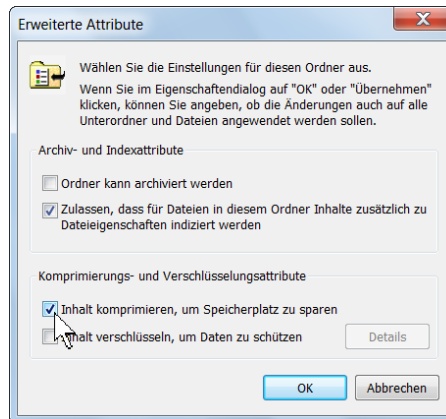 Erweiterte Attribute
Wählen Sie die Einstellungen für diesen Ordner aus.
Wenn Sie im Eigenschaftendialog auf "OK" oder "Übernehmen"
klicken, können Sie angeben, ob die Änderungen auch auf alle
Unterordner und Dateien angewendet werden sollen.
Archiv- und Indexattribute
Ordner kann archiviert werden
Zulassen, dass für Dateien in diesem Ordner Inhalte zusätzlich zu
Dateieigenschaften indiziert werden
Komprimierungs- und Verschlüsselungsattribute
Inhalt komprimieren, um Speicherplatz zu sparen
Inhalt verschlüsseln, um Daten zu schützen
Details
OK
Abbrechen